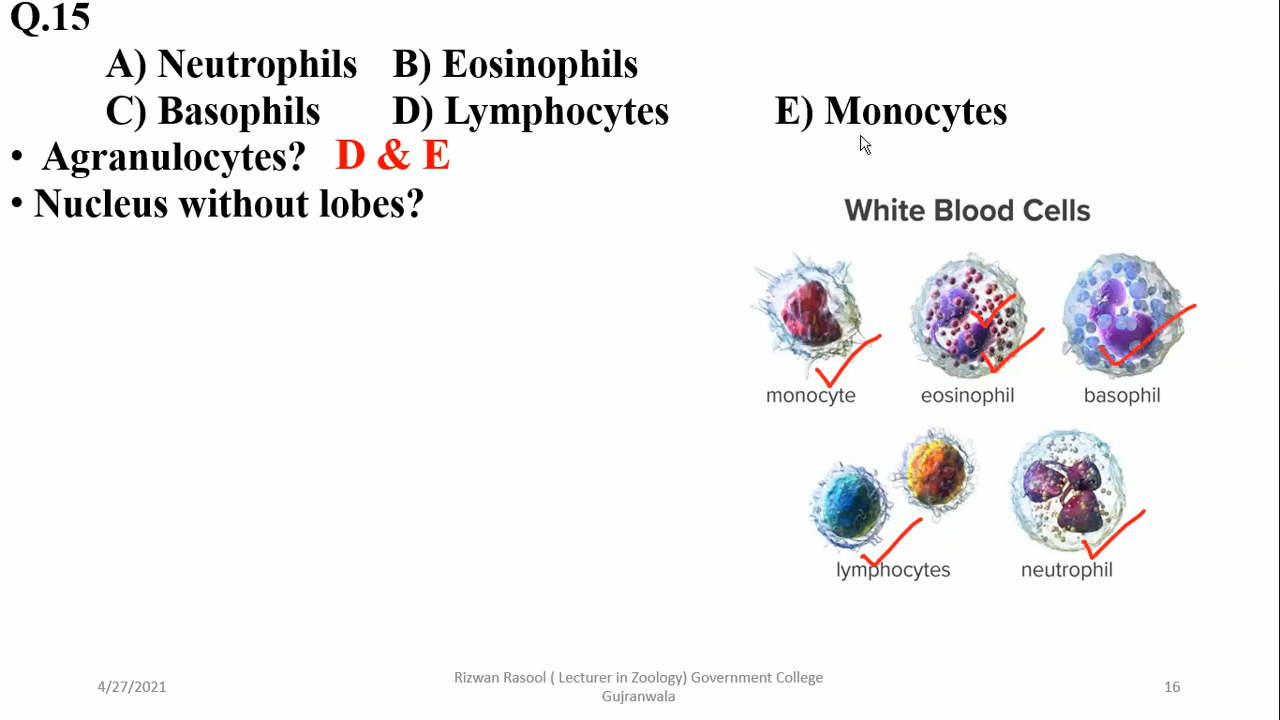 Q.15
A) Neutrophils B) Eosinophils
C) Basophils D) Lymphocytes E) Monocytes
• Agranulocytes? D & E
• Nucleus without lobes?
White Blood Cells
monocyte eosinophil basophil
lymphocytes neutrophil
4/27/2021
Rizwan Rasool ( Lecturer in Zoology) Government College
Gujranwala
16